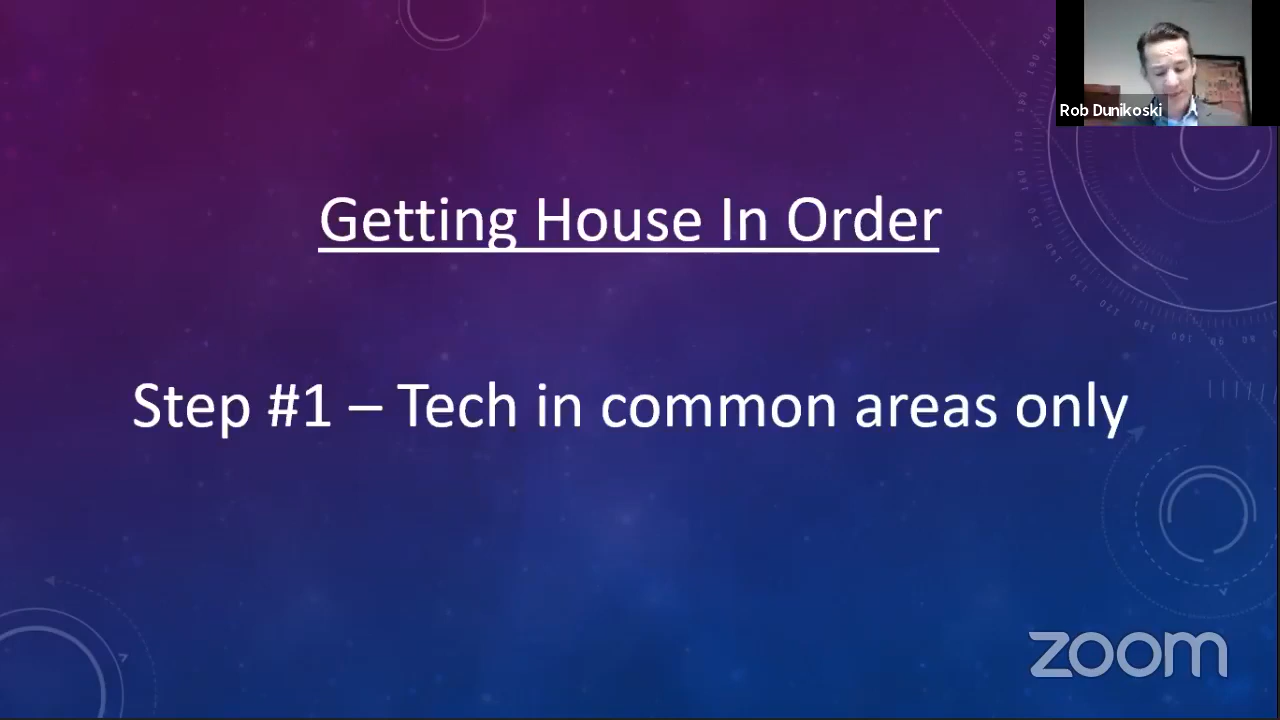 Rob Dunikoski
Getting House In Order
Step #1 – Tech in common areas only
zoom